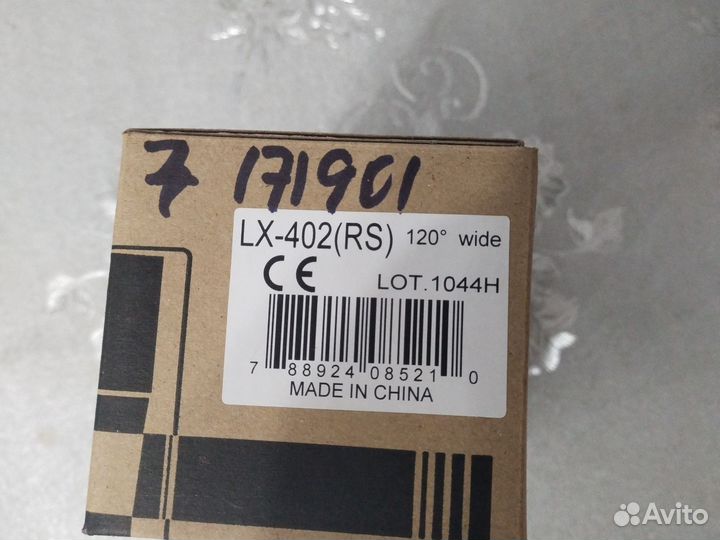 7 171901
LX-402(RS) 120° wide
CE LOT.1044H
7 88924 08521 0
MADE IN CHINA
Avito